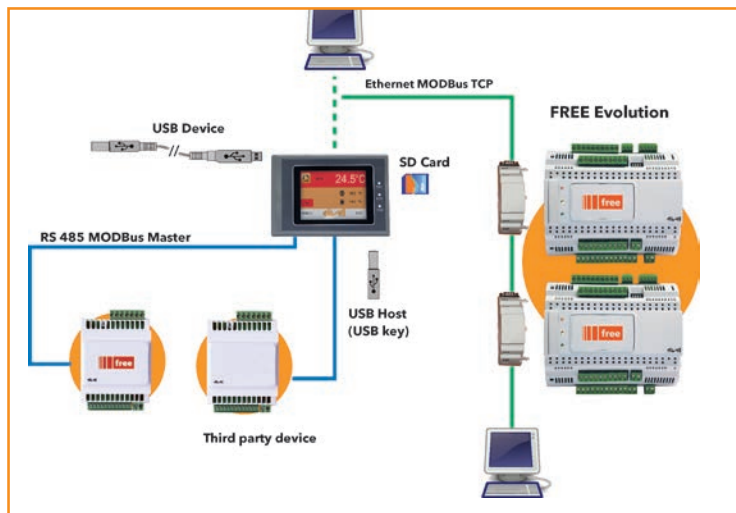 Ethernet MODBus TCP
FREE Evolution
USB Device
24.5°C
SD Card
free
RS 485 MODBus Master
USB Host
(USB key)
free
free
free
Third party device